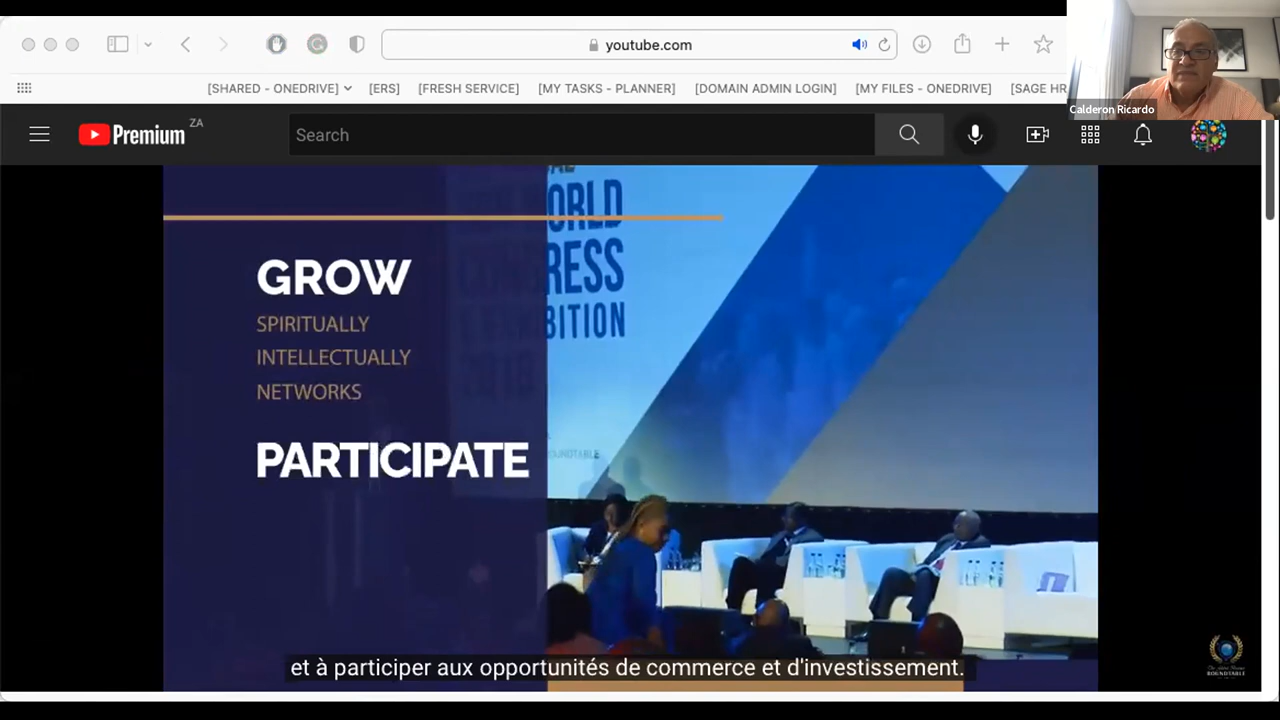 youtube.com
[SHARED - ONEDRIVE] [ERS] [FRESH SERVICE] [MY TASKS - PLANNER] [DOMAIN ADMIN LOGIN] [MY FILES - ONEDRIVE] [SAGE HR
Calderon Ricardo
Premium ZA
Search
ORLD
RESS
BITION
GROW
SPIRITUALLY
INTELLECTUALLY
NETWORKS
PARTICIPATE
et à participer aux opportunités de commerce et d'investissement.
ROUNDTABLE